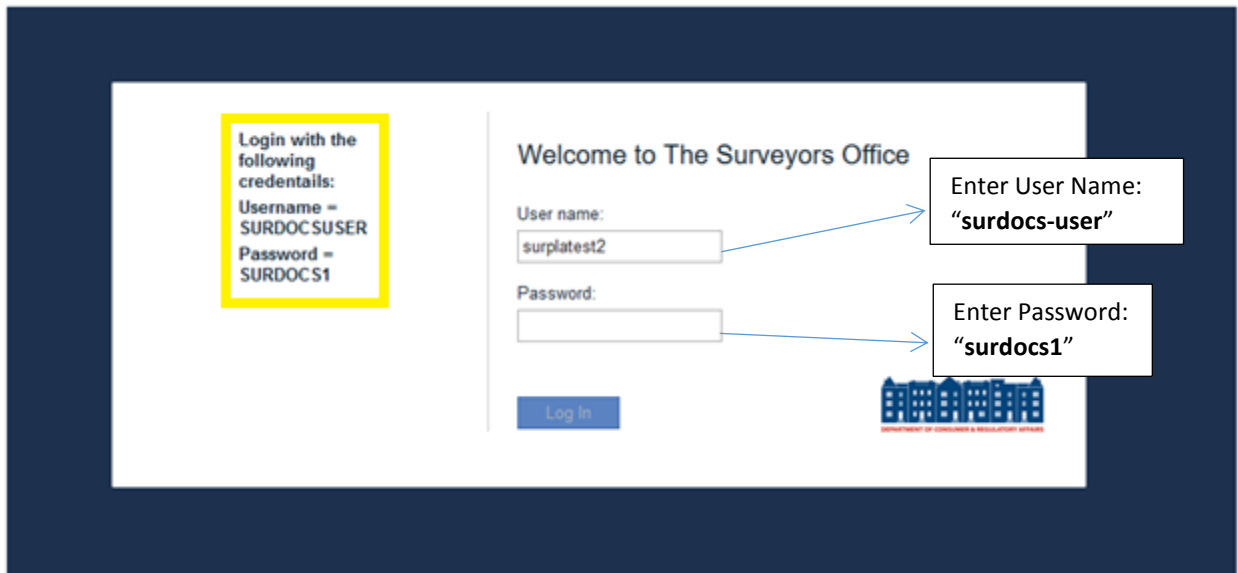 Login with the
following
credentails:
Username =
SURDOCSUSER
Password =
SURDOCS1
Welcome to The Surveyors Office
User name:
surplatest2
Password:
Log In
Enter User Name:
“surdocs-user”
Enter Password:
“surdocs1”
DEPARTMENT OF CONSUMER & REGULATORY AFFAIRS